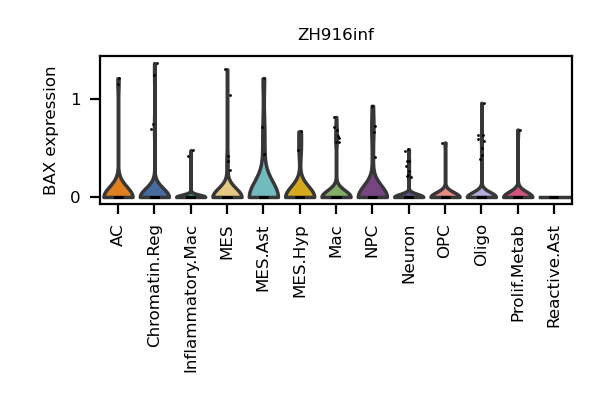 ZH916inf
BAX expression
1
0
AC
Chromatin.Reg
Inflammatory.Mac
MES
MES.Ast
MES.Hyp
Mac
NPC
Neuron
OPC
Oligo
Prolif.Metab
Reactive.Ast